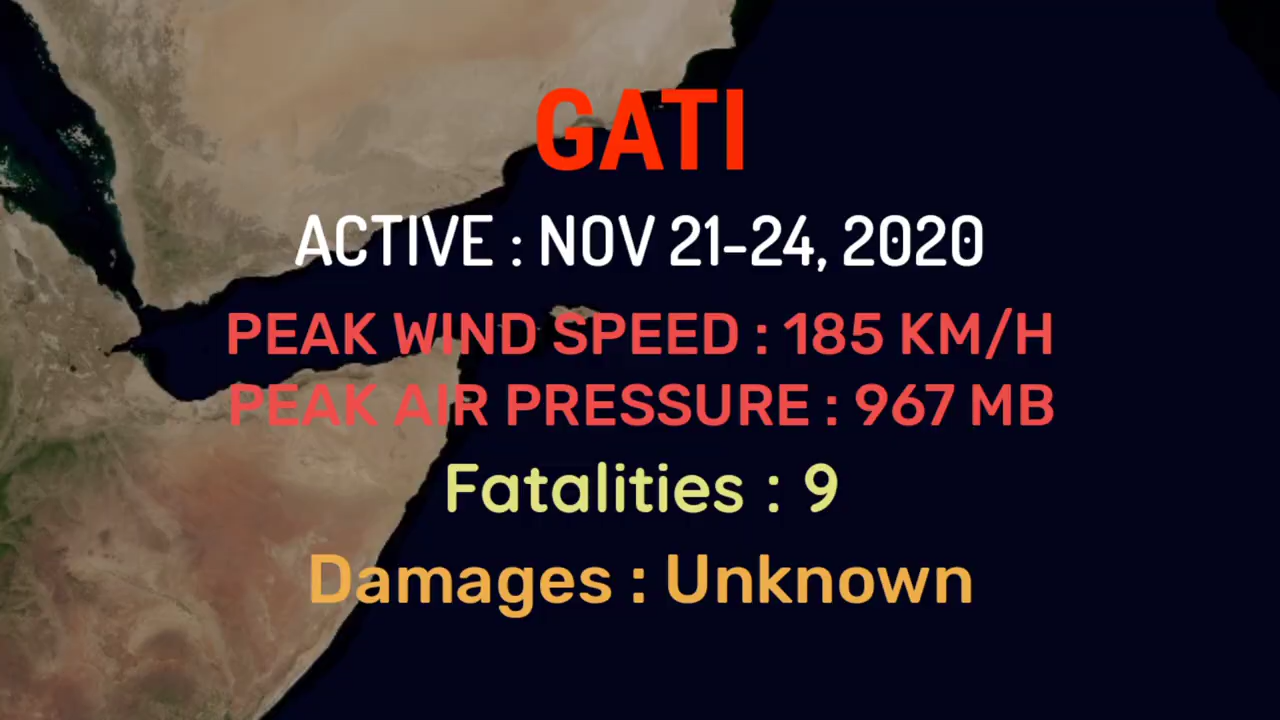 GATI
ACTIVE : NOV 21-24, 2020
PEAK WIND SPEED : 185 KM/H
PEAK AIR PRESSURE : 967 MB
Fatalities : 9
Damages : Unknown